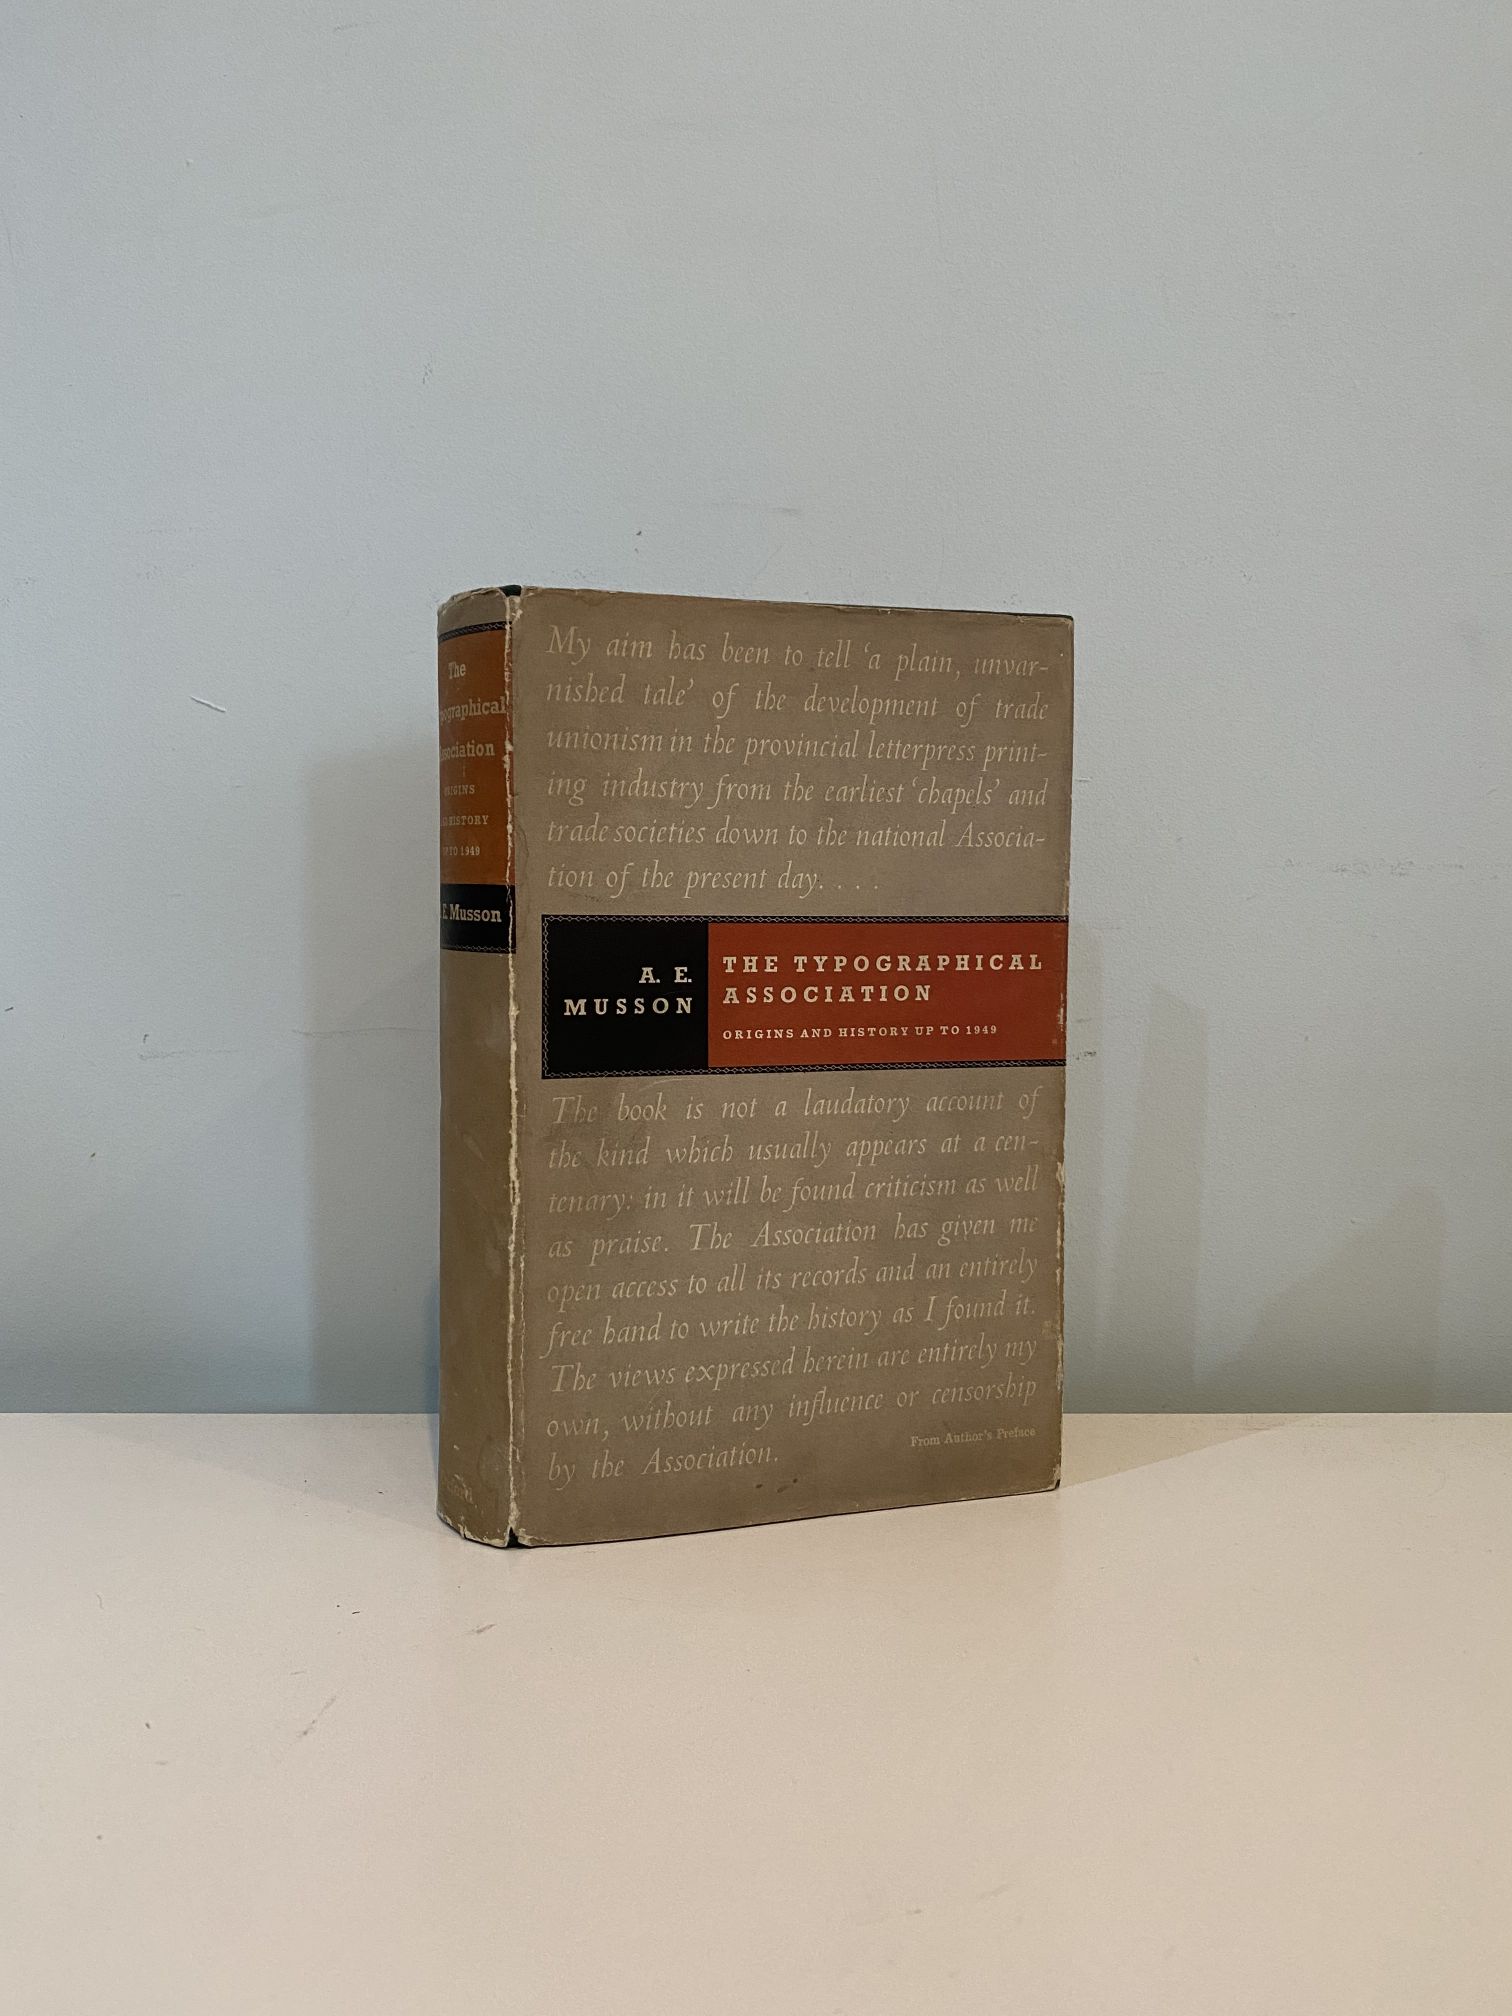 The
ographical
ociation
HISTORY
TO 1949
E. Musson
My aim has been to tell ‘a plain, unvar-
nished tale’ of the development of trade
unionism in the provincial letterpress print-
ing industry from the earliest ‘chapels’ and
trade societies down to the national Associa-
tion of the present day. . . .
A. E.
MUSSON
THE TYPOGRAPHICAL
ASSOCIATION
ORIGINS AND HISTORY UP TO 1949
The book is not a laudatory account of
the kind which usually appears at a cen-
tenary: in it will be found criticism as well
as praise. The Association has given me
open access to all its records and an entirely
free hand to write the history as I found it.
The views expressed herein are entirely my
own, without any influence or censorship
by the Association.
From Author's Preface